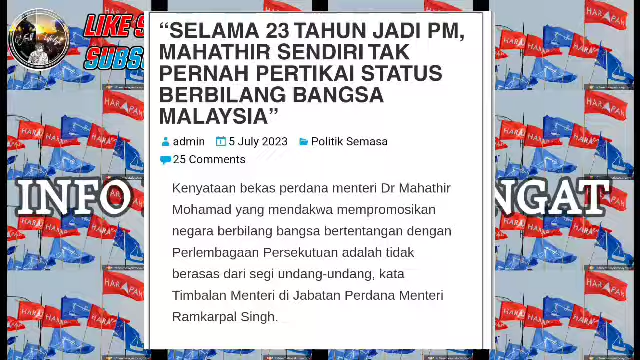 LIKE
SUBS
“SELAMA 23 TAHUN JADI PM,
MAHATHIR SENDIRI TAK
PERNAH PERTIKAI STATUS
BERBILANG BANGSA
MALAYSIA”
admin 5 July 2023 Politik Semasa
25 Comments
INFO NGAT
Kenyataan bekas perdana menteri Dr Mahathir
Mohamad yang mendakwa mempromosikan
negara berbilang bangsa bertentangan dengan
Perlembagaan Persekutuan adalah tidak
berasas dari segi undang-undang, kata
Timbalan Menteri di Jabatan Perdana Menteri
Ramkarpal Singh.
HARAPAN